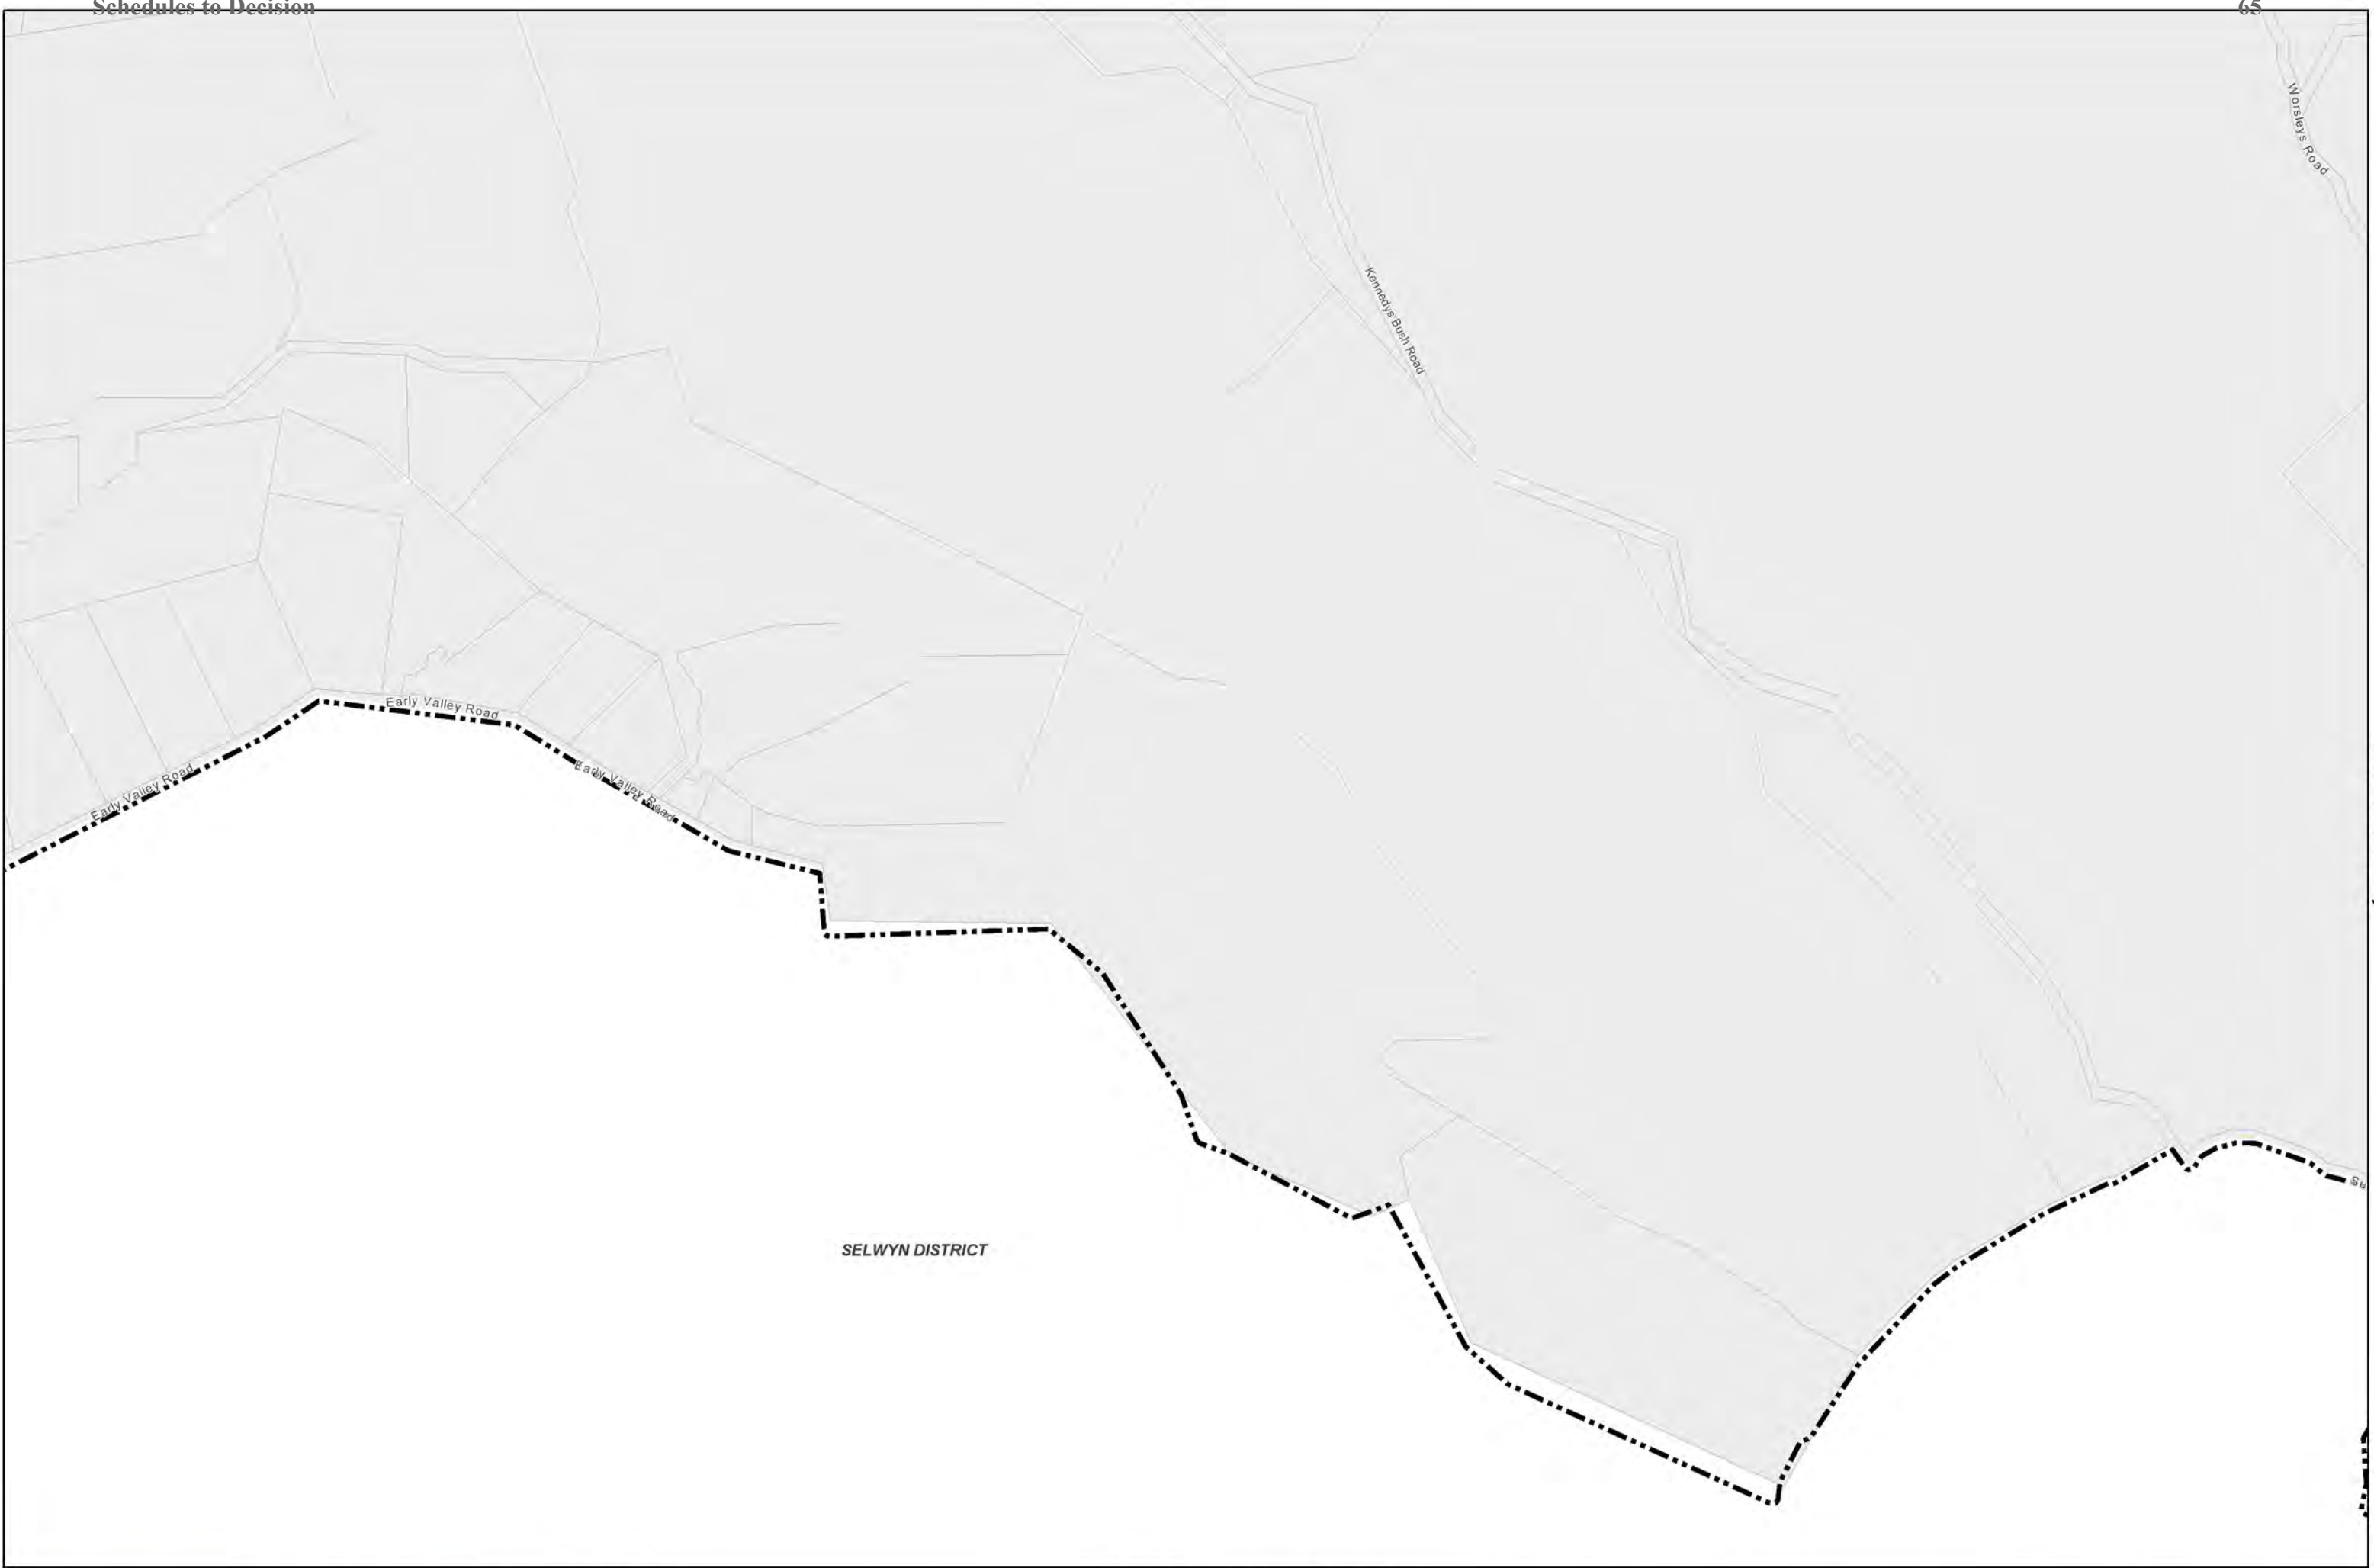 Schedules to Decision
65
Worsleys Road
Kennedys Bush Road
Early Valley Road
Early Valley Road
Early Valley Road
SELWYN DISTRICT